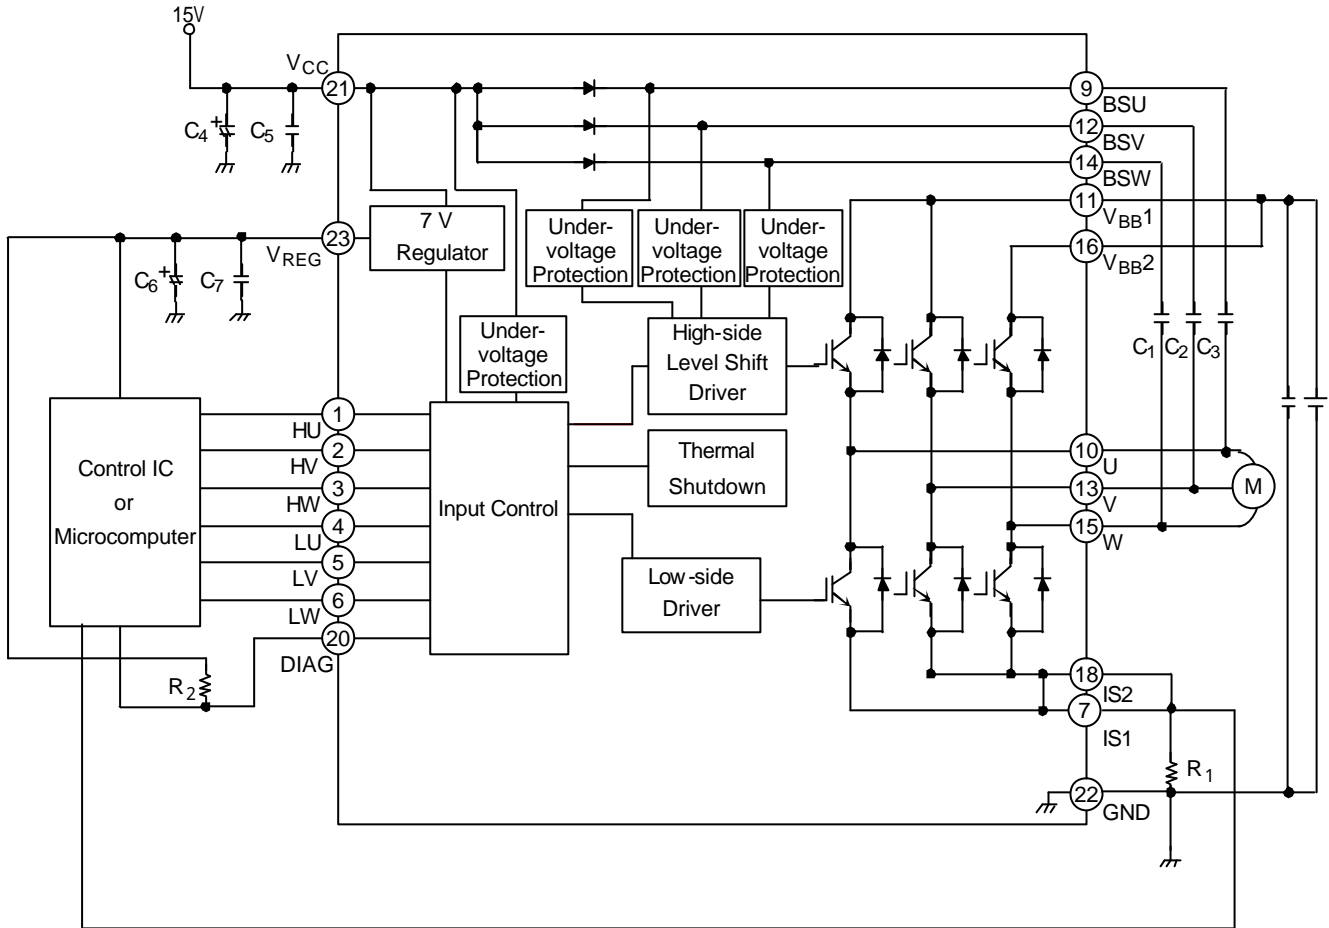 15V
VCC
21
C4
+
C5
9
BSU
12
BSV
14
BSW
11
VBB1
16
VBB2
7 V
Regulator
23
VREG
C6
+
C7
Under-
voltage
Protection
Under-
voltage
Protection
Under-
voltage
Protection
Under-
voltage
Protection
High-side
Level Shift
Driver
C1
C2
C3
Control IC
or
Microcomputer
1
HU
2
HV
3
HW
4
LU
5
LV
6
LW
20
DIAG
Input Control
Thermal
Shutdown
Low-side
Driver
10
U
13
V
15
W
M
R2
18
IS2
7
IS1
R1
22
GND